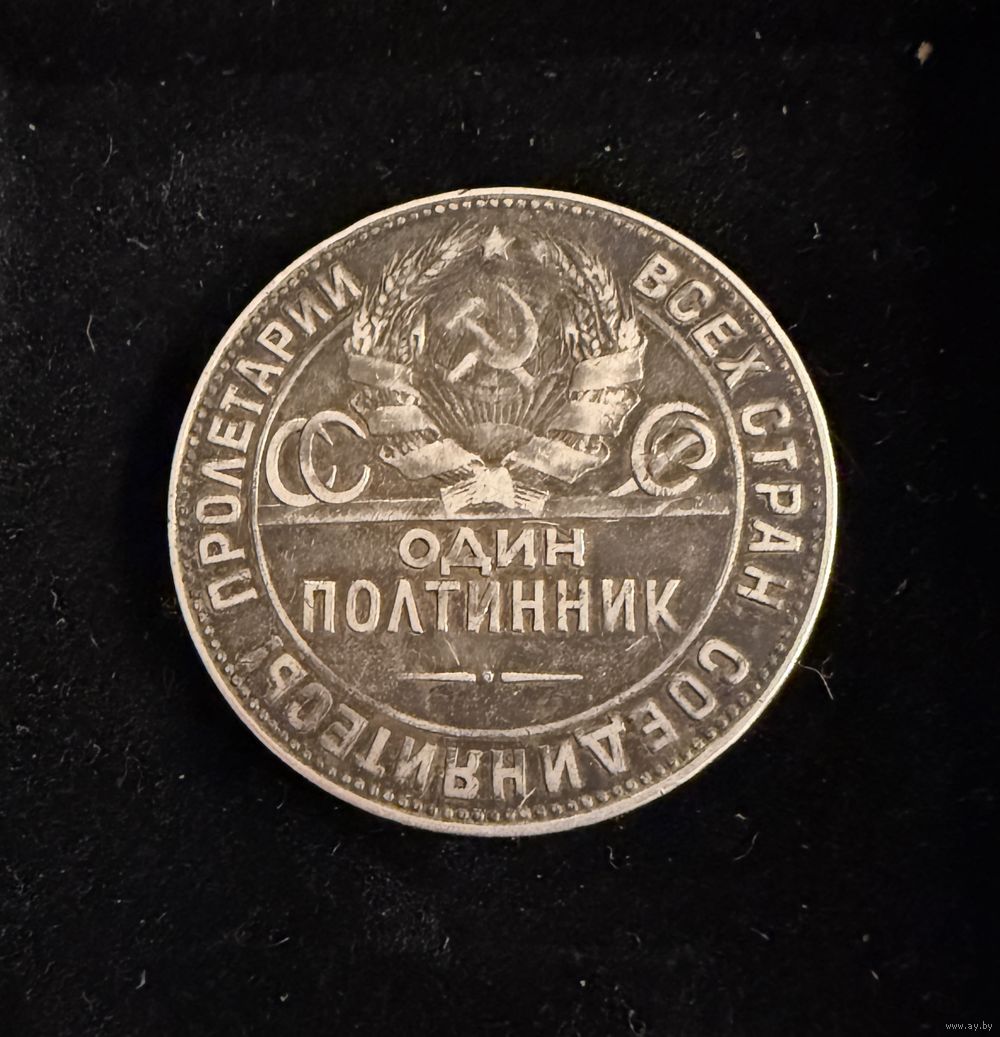 ПРОЛЕТАРИИ ВСЕХ СТРАН СОЕДИНЯЙТЕСЬ!
СС СР
ОДИН
ПОЛТИННИК
www.ay.by